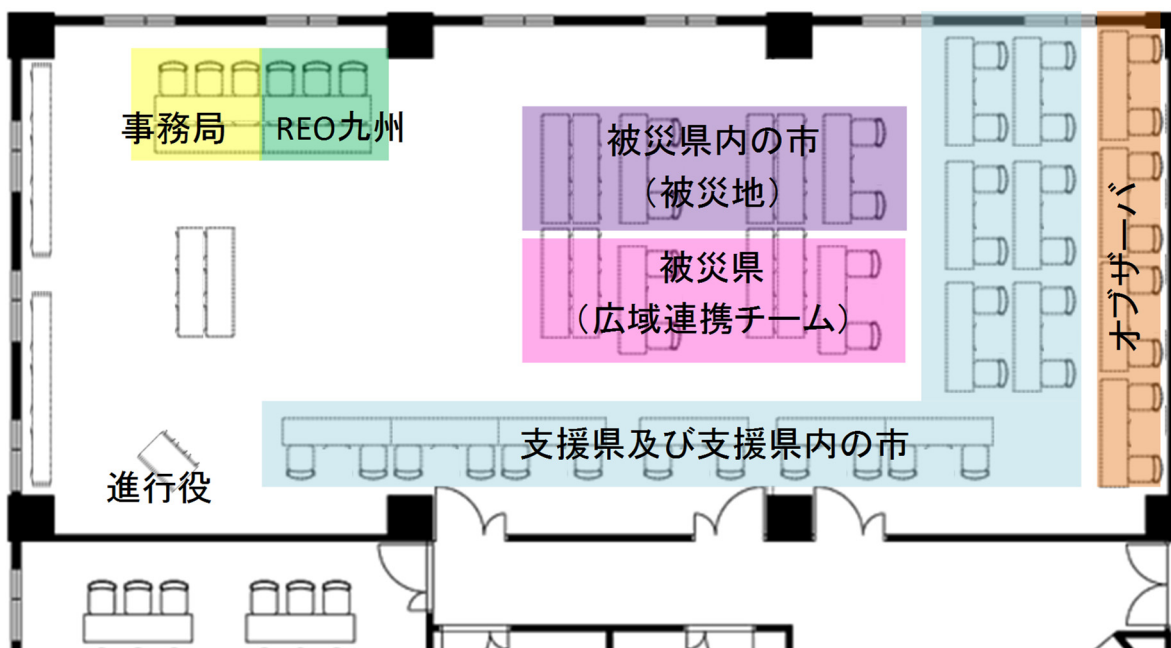 事務局
REO九州
被災県内の市
（被災地）
被災県
（広域連携チーム）
オブザーバ
支援県及び支援県内の市
進行役